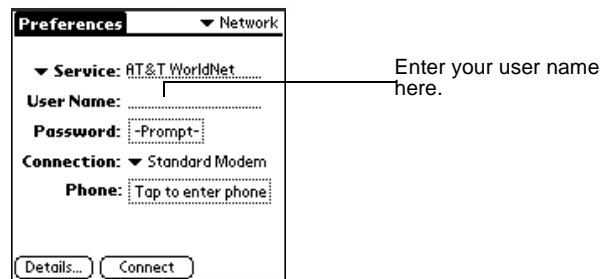 Preferences ▼ Network
▼ Service: AT&T WorldNet
User Name:
Password: -Prompt-
Connection: ▼ Standard Modem
Phone: Tap to enter phone
Details... Connect
Enter your user name
here.